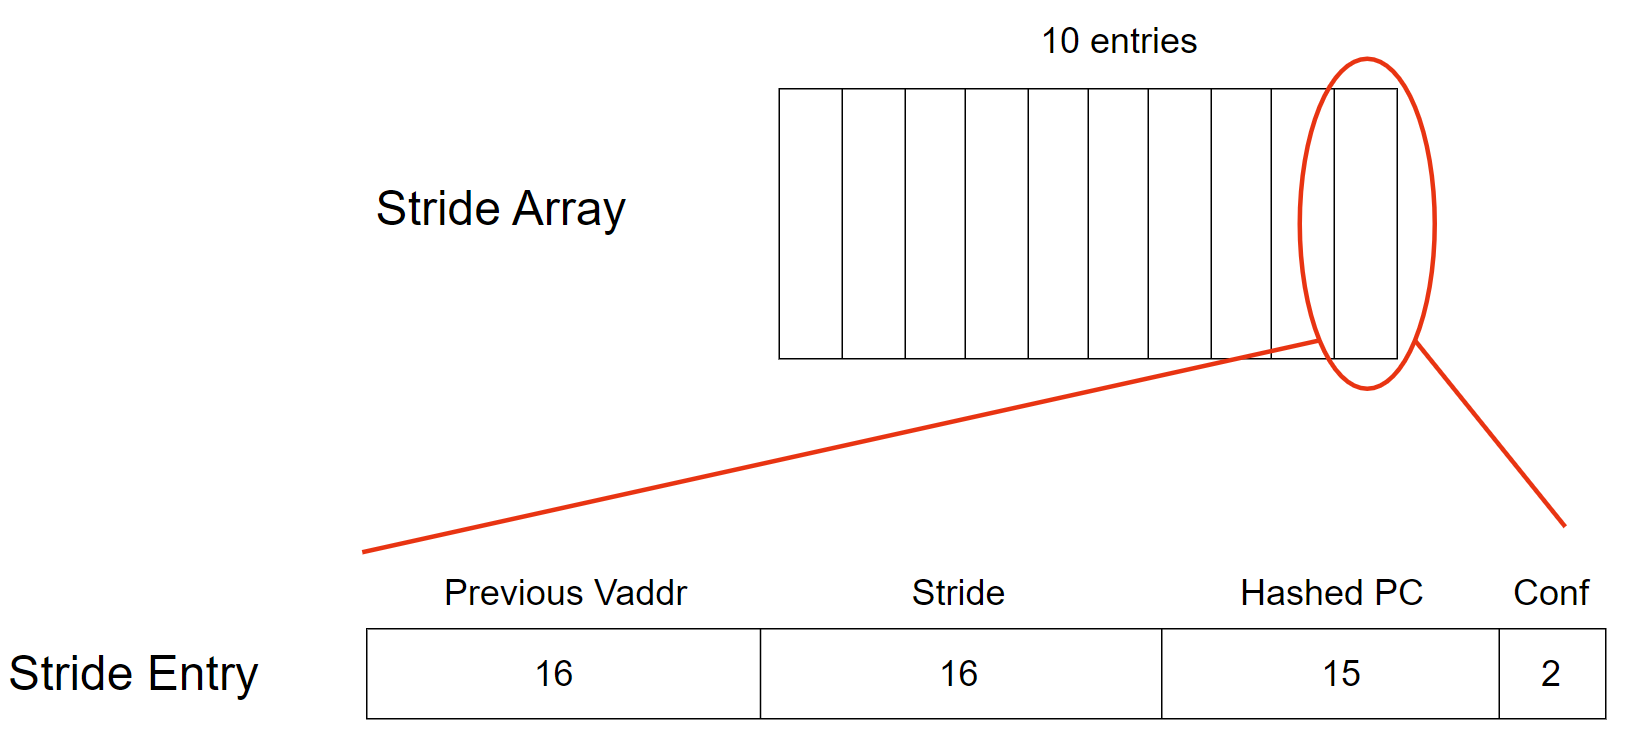 10 entries
Stride Array
Previous Vaddr Stride Hashed PC Conf
Stride Entry 16 16 15 2